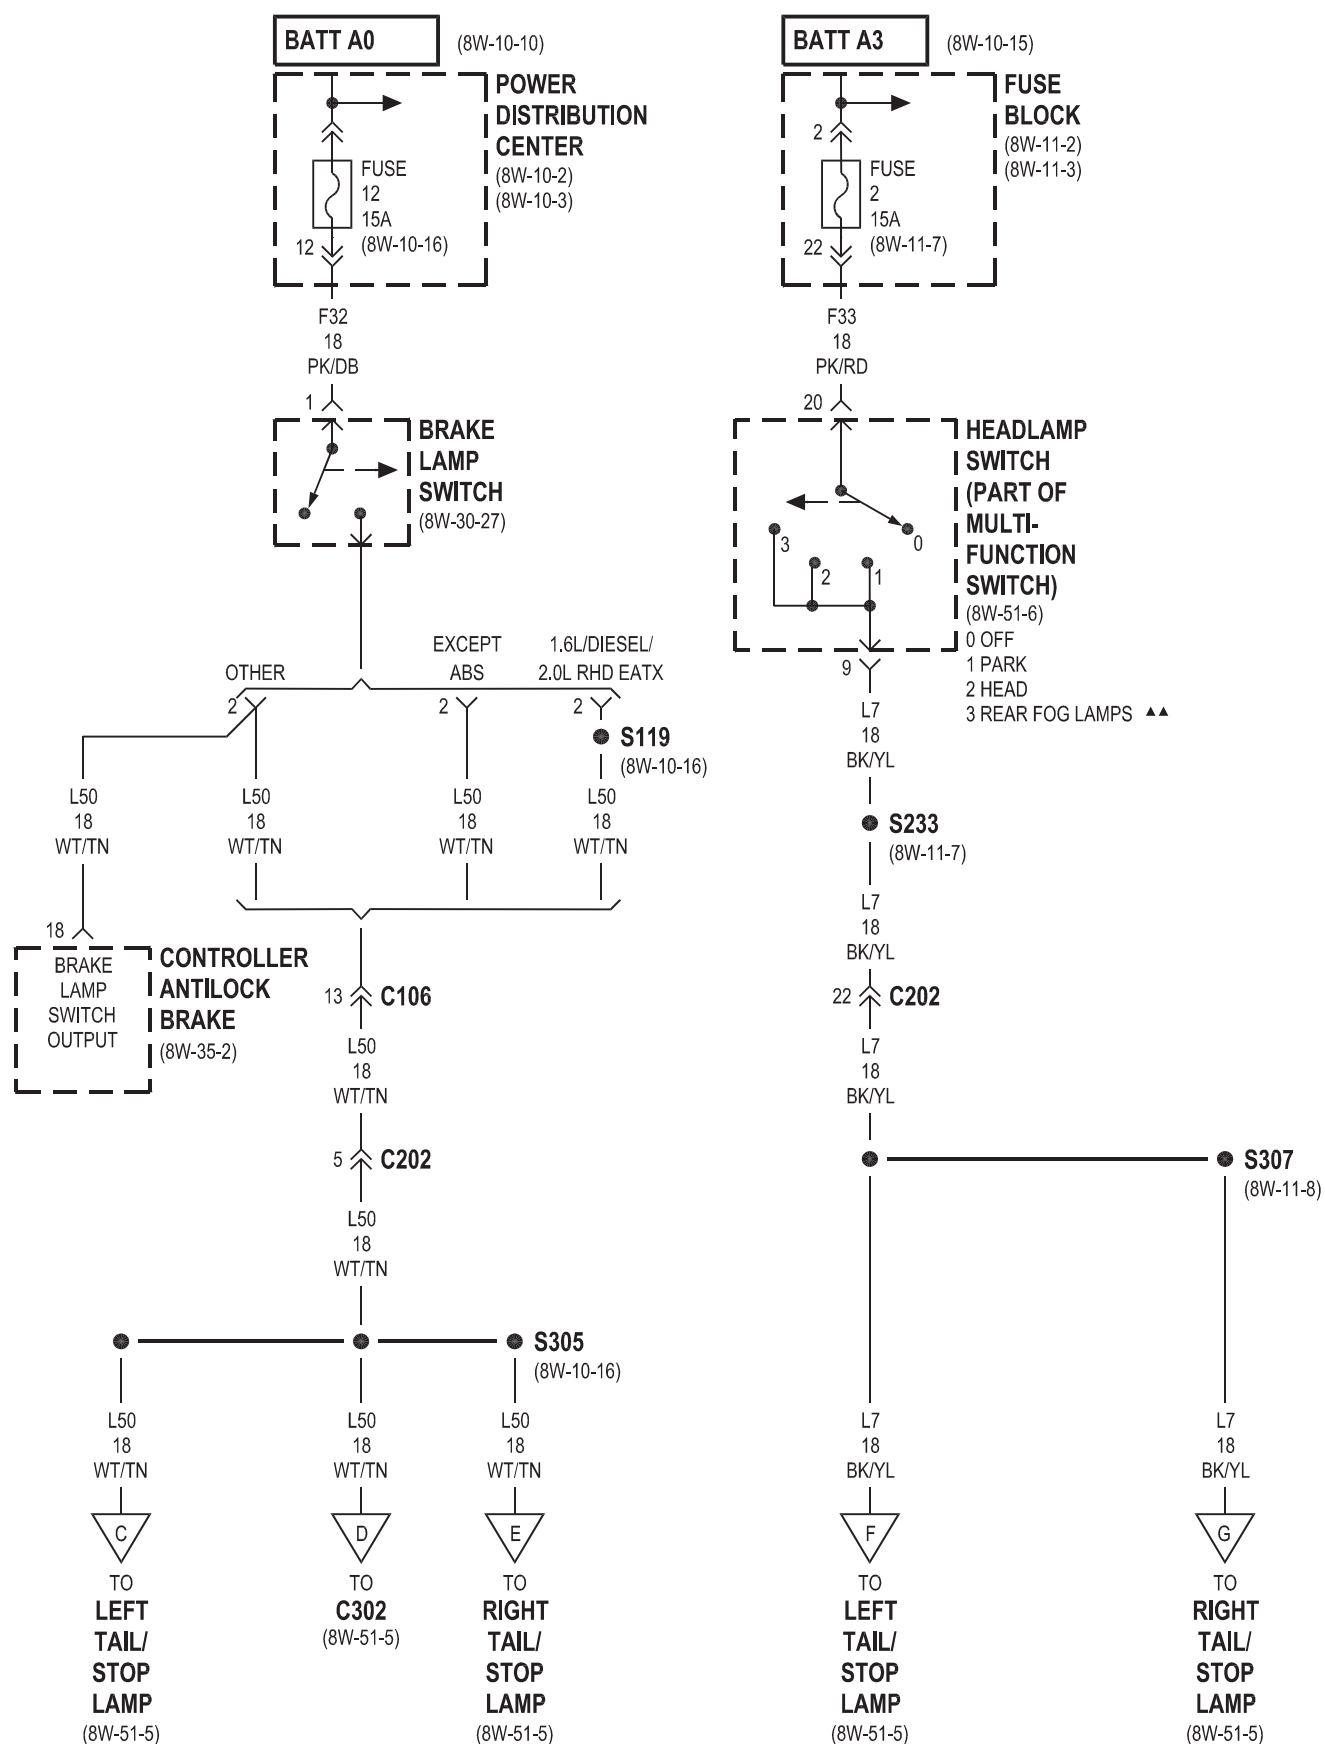 BATT A0
(8W-10-10)
POWER
DISTRIBUTION
CENTER
(8W-10-2)
(8W-10-3)
FUSE
12
15A
(8W-10-16)
12
F32
18
PK/DB
1
BRAKE
LAMP
SWITCH
(8W-30-27)
OTHER
EXCEPT
ABS
1.6L/DIESEL/
2.0L RHD EATX
2
2
2
S119
(8W-10-16)
L50
18
WT/TN
L50
18
WT/TN
L50
18
WT/TN
L50
18
WT/TN
18
BRAKE
LAMP
SWITCH
OUTPUT
CONTROLLER
ANTILOCK
BRAKE
(8W-35-2)
13
C106
L50
18
WT/TN
5
C202
L50
18
WT/TN
S305
(8W-10-16)
L50
18
WT/TN
L50
18
WT/TN
L50
18
WT/TN
C
TO
LEFT
TAIL/
STOP
LAMP
(8W-51-5)
D
TO
C302
(8W-51-5)
E
TO
RIGHT
TAIL/
STOP
LAMP
(8W-51-5)
BATT A3
(8W-10-15)
FUSE
BLOCK
(8W-11-2)
(8W-11-3)
2
FUSE
2
15A
(8W-11-7)
22
F33
18
PK/RD
20
HEADLAMP
SWITCH
(PART OF
MULTI-
FUNCTION
SWITCH)
(8W-51-6)
0 OFF
1 PARK
2 HEAD
3 REAR FOG LAMPS ▲▲
0
3
2
1
9
L7
18
BK/YL
S233
(8W-11-7)
L7
18
BK/YL
22
C202
L7
18
BK/YL
S307
(8W-11-8)
L7
18
BK/YL
L7
18
BK/YL
F
TO
LEFT
TAIL/
STOP
LAMP
(8W-51-5)
G
TO
RIGHT
TAIL/
STOP
LAMP
(8W-51-5)